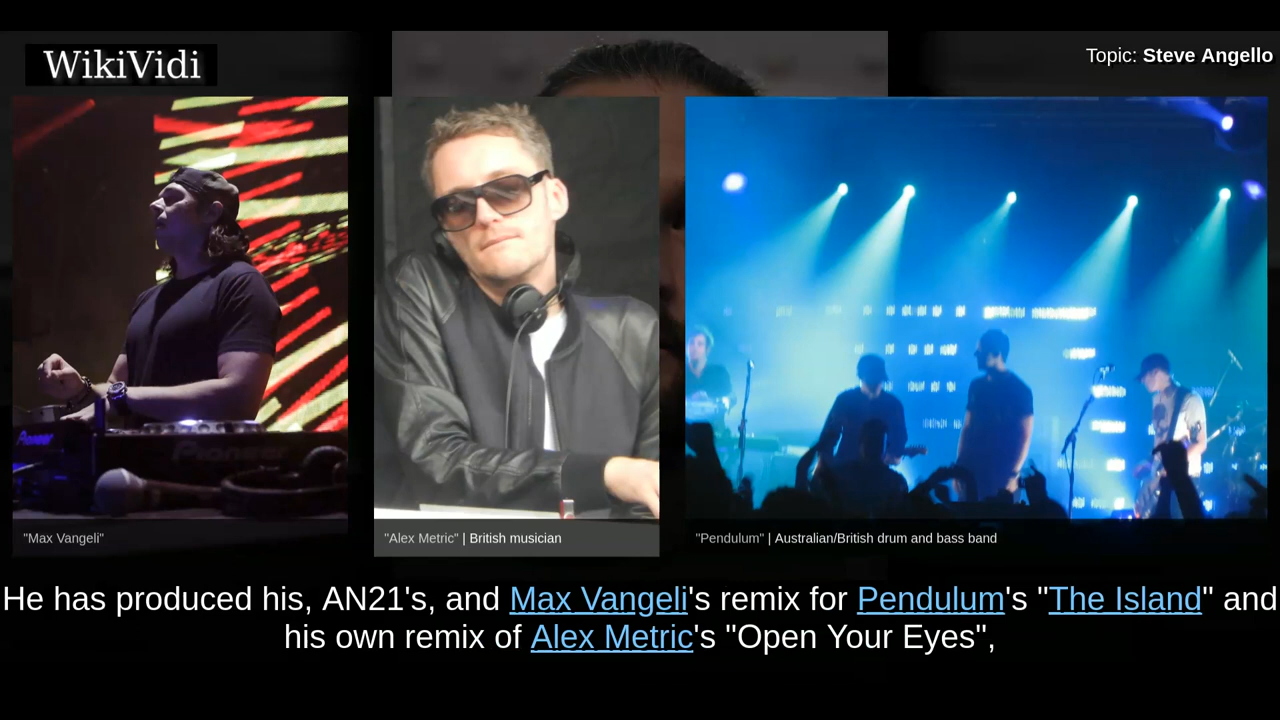 WikiVidi
Topic: Steve Angello
Pioneer
Pioneer
"Max Vangeli"
"Alex Metric" | British musician
"Pendulum" | Australian/British drum and bass band
He has produced his, AN21's, and Max Vangeli's remix for Pendulum's "The Island" and
his own remix of Alex Metric's "Open Your Eyes",